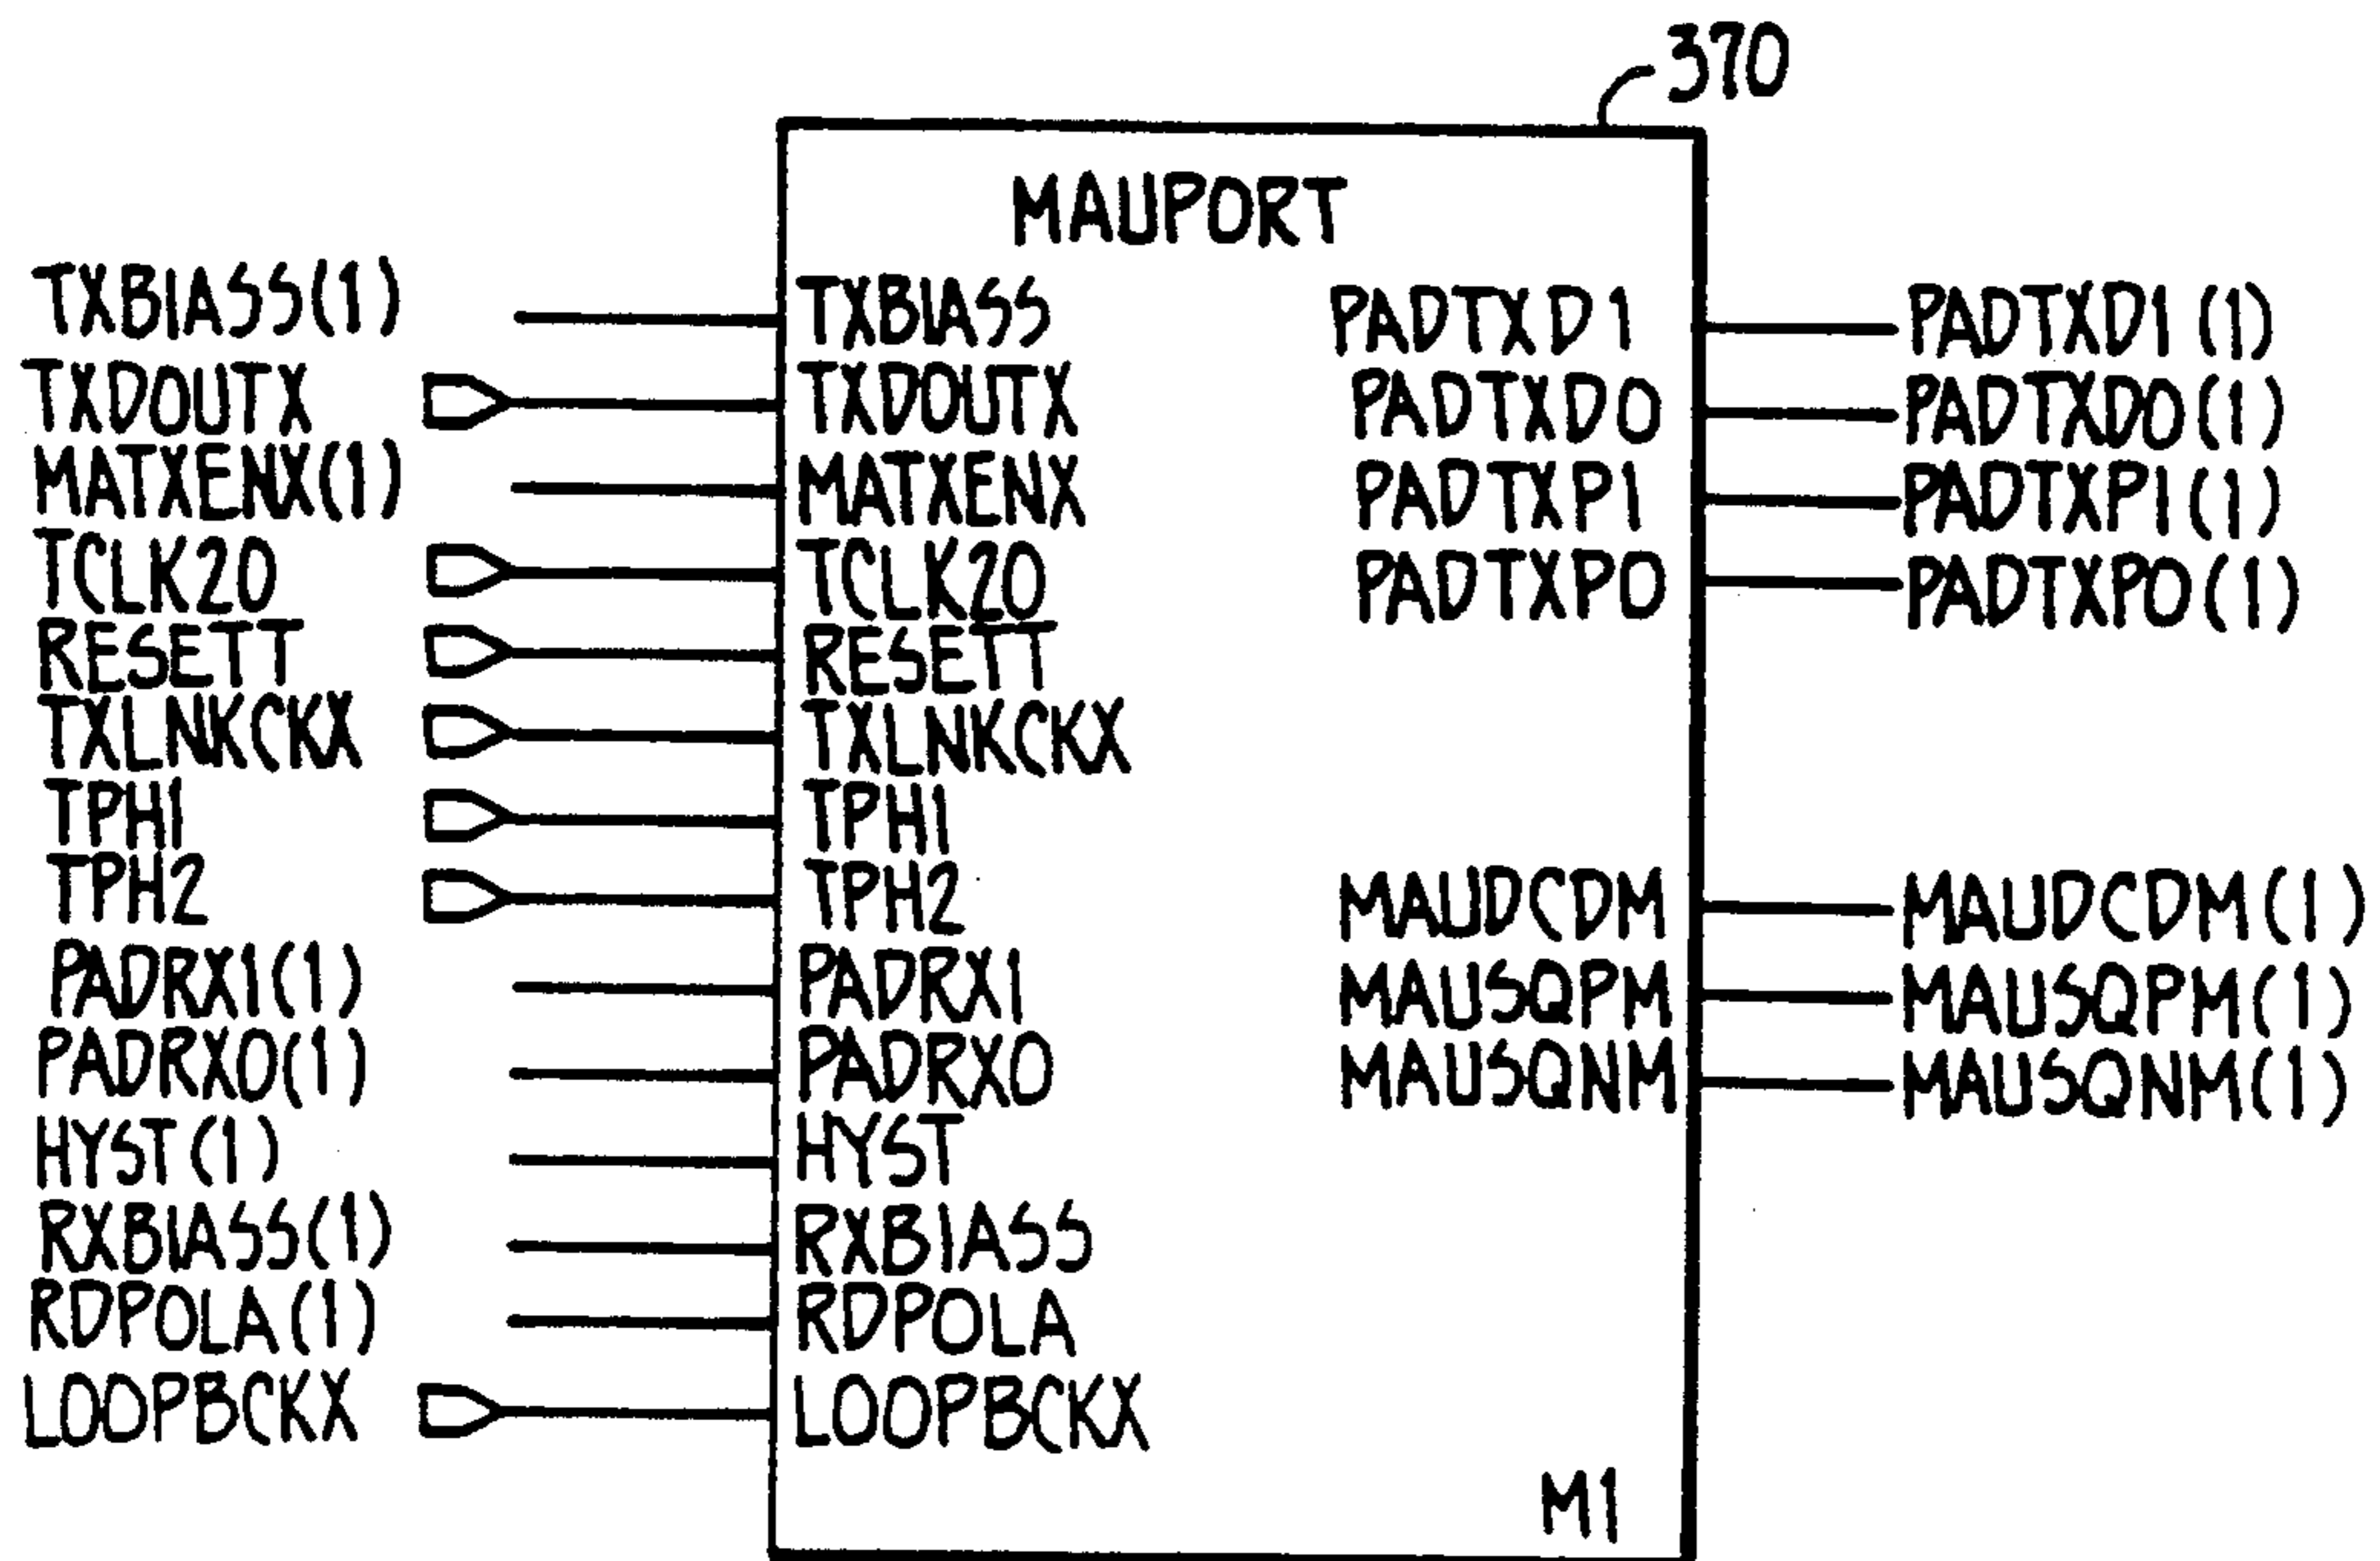 370
MAUPORT
TXBIASS(1) TXBIASS PADTXD1 PADTXD1(1)
TXDOUTX TXDOUTX PADTXD0 PADTXD0(1)
MATXENX(1) MATXENX PADTXP1 PADTXP1(1)
TCLK20 TCLK20 PADTXP0 PADTXP0(1)
RESETT RESETT
TXLNKCKX TXLNKCKX
TPH1 TPH1
TPH2 TPH2 MAUDCDM MAUDCDM(1)
PADRX1(1) PADRX1 MAUSQPM MAUSQPM(1)
PADRX0(1) PADRX0 MAUSQNM MAUSQNM(1)
HYST(1) HYST
RXBIASS(1) RXBIASS
RDPOLA(1) RDPOLA
LOOPBCKX LOOPBCKX
M1